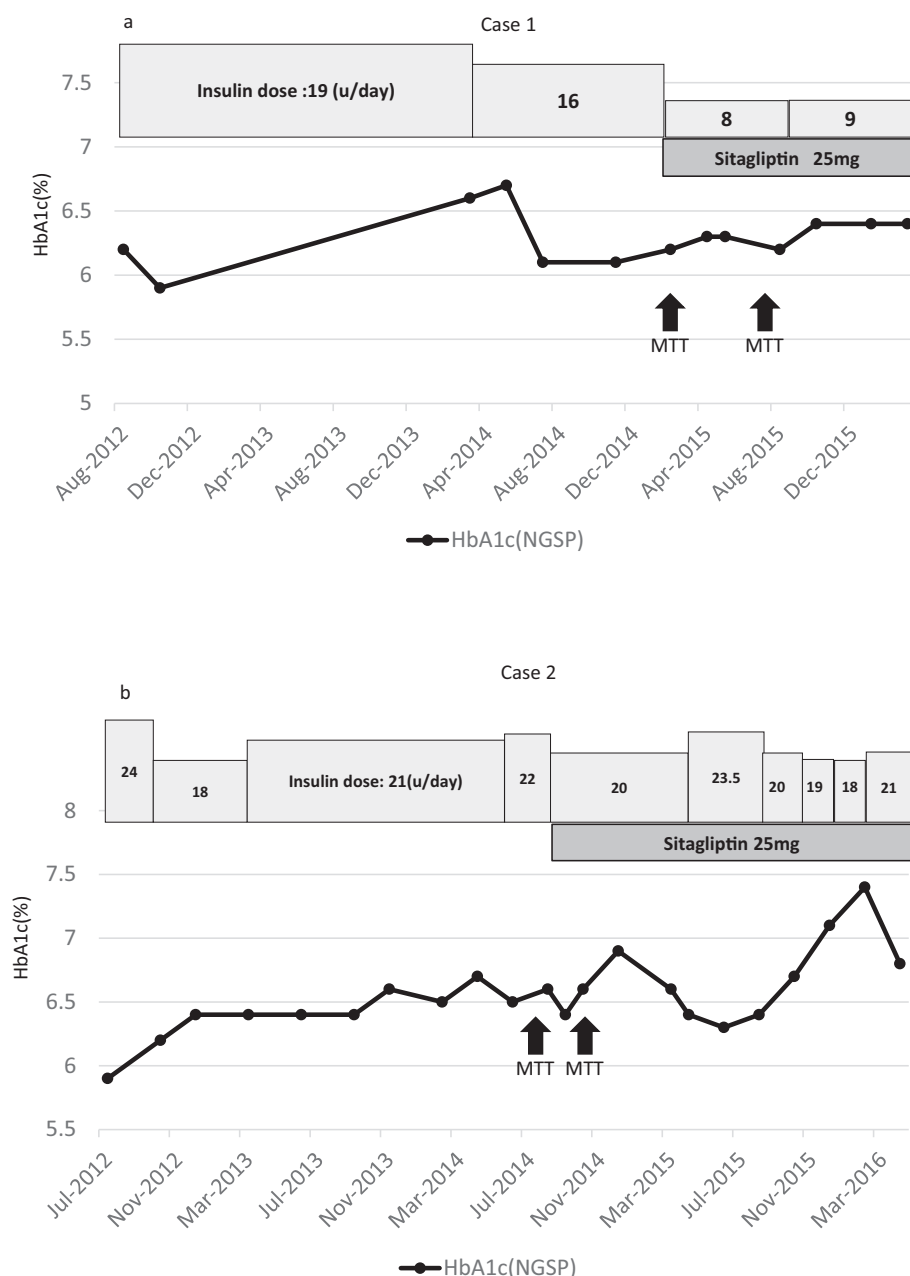 a
Case 1
Insulin dose :19 (u/day)
16
8
9
Sitagliptin 25mg
HbA1c(%)
7.5
7
6.5
6
5.5
5
MTT
MTT
Aug-2012
Dec-2012
Apr-2013
Aug-2013
Dec-2013
Apr-2014
Aug-2014
Dec-2014
Apr-2015
Aug-2015
Dec-2015
HbA1c(NGSP)
Case 2
b
24
18
Insulin dose: 21(u/day)
22
20
23.5
20
19
18
21
Sitagliptin 25mg
HbA1c(%)
8
7.5
7
6.5
6
5.5
MTT
MTT
Jul-2012
Nov-2012
Mar-2013
Jul-2013
Nov-2013
Mar-2014
Jul-2014
Nov-2014
Mar-2015
Jul-2015
Nov-2015
Mar-2016
HbA1c(NGSP)